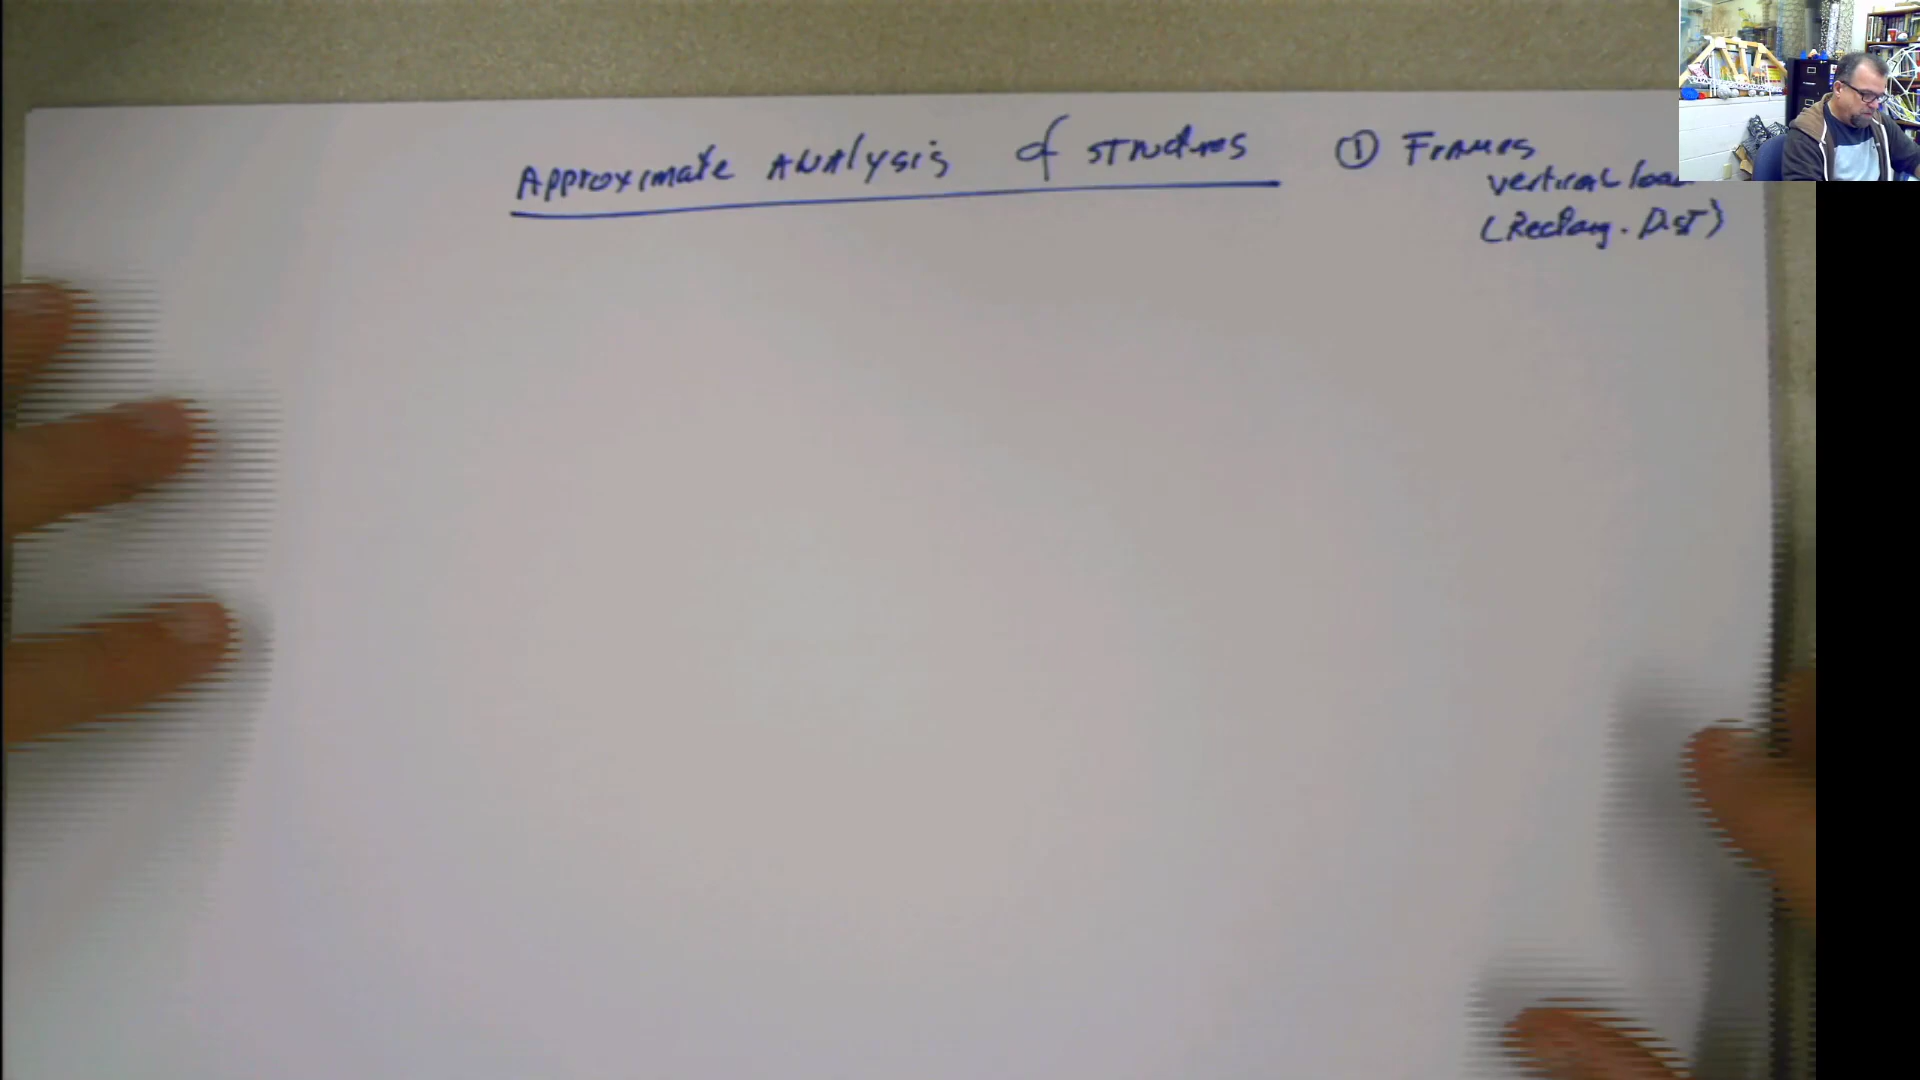 Approximate Analysis of structures
① Frames
vertical load
(Rectang. Dist)